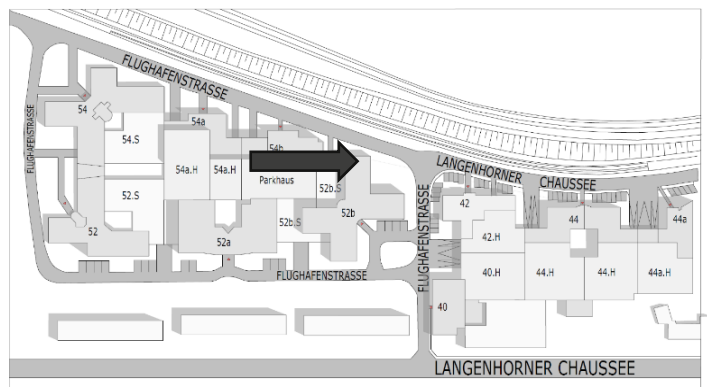 FLUGHAFENSTRASSE
FLUGHAFENSTRASSE
54
54.S
54a
54b
54a.H
54a.H
Parkhaus
52b.S
52.S
52
52a
52b.S
52b
FLUGHAFENSTRASSE
FLUGHAFENSTRASSE
LANGENHORNER CHAUSSEE
42
44
44a
42.H
40.H
44.H
44.H
44a.H
40
LANGENHORNER CHAUSSEE